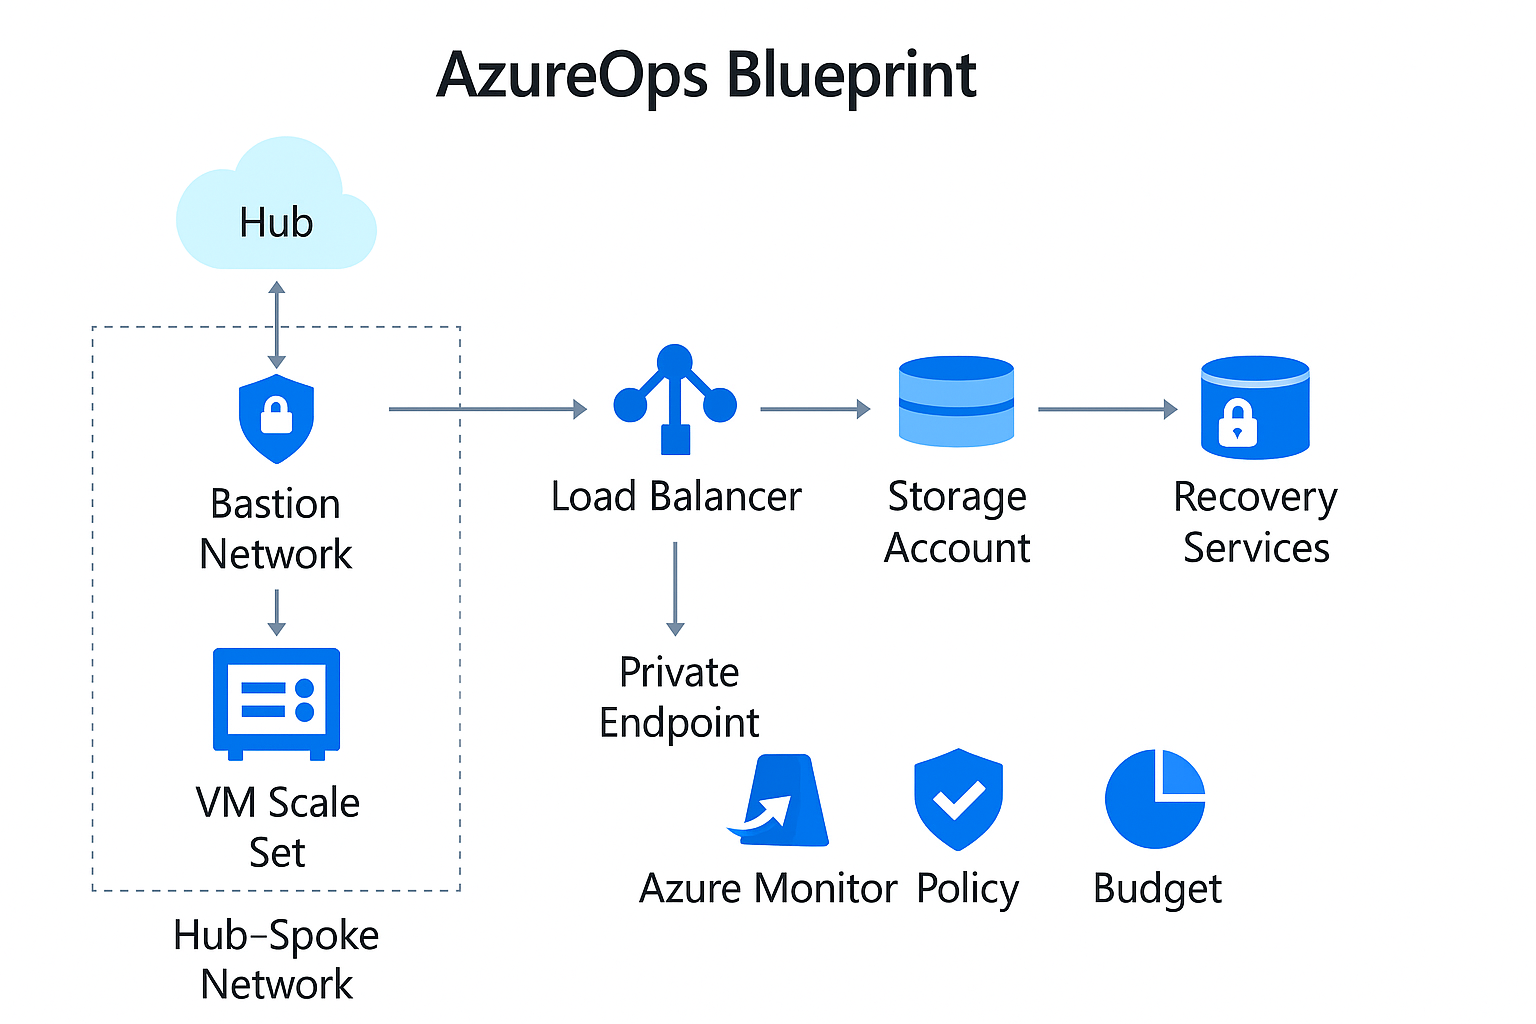 AzureOps Blueprint
Hub
Bastion
Network
VM Scale
Set
Hub-Spoke
Network
Load Balancer
Private
Endpoint
Storage
Account
Recovery
Services
Azure Monitor
Policy
Budget